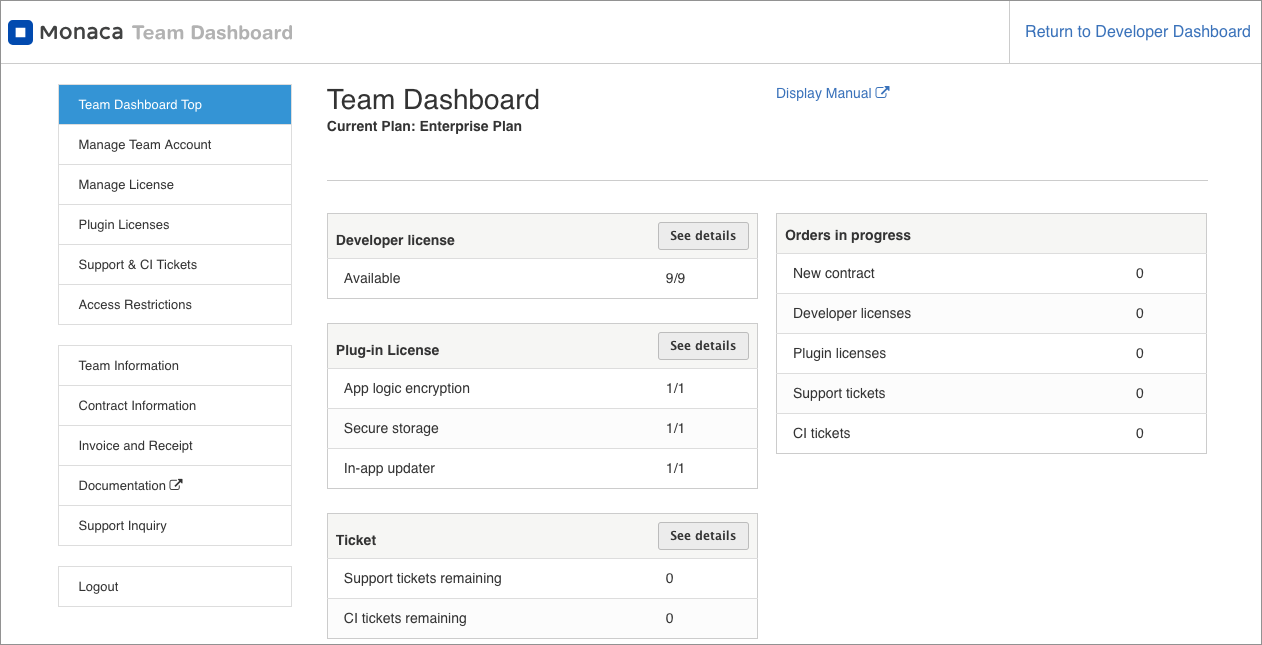 Monaca Team Dashboard
Return to Developer Dashboard
Team Dashboard Top
Manage Team Account
Manage License
Plugin Licenses
Support & CI Tickets
Access Restrictions
Team Information
Contract Information
Invoice and Receipt
Documentation
Support Inquiry
Logout
Team Dashboard
Current Plan: Enterprise Plan
Display Manual
Developer license See details
Available 9/9
Plug-in License See details
App logic encryption 1/1
Secure storage 1/1
In-app updater 1/1
Ticket See details
Support tickets remaining 0
CI tickets remaining 0
Orders in progress
New contract 0
Developer licenses 0
Plugin licenses 0
Support tickets 0
CI tickets 0